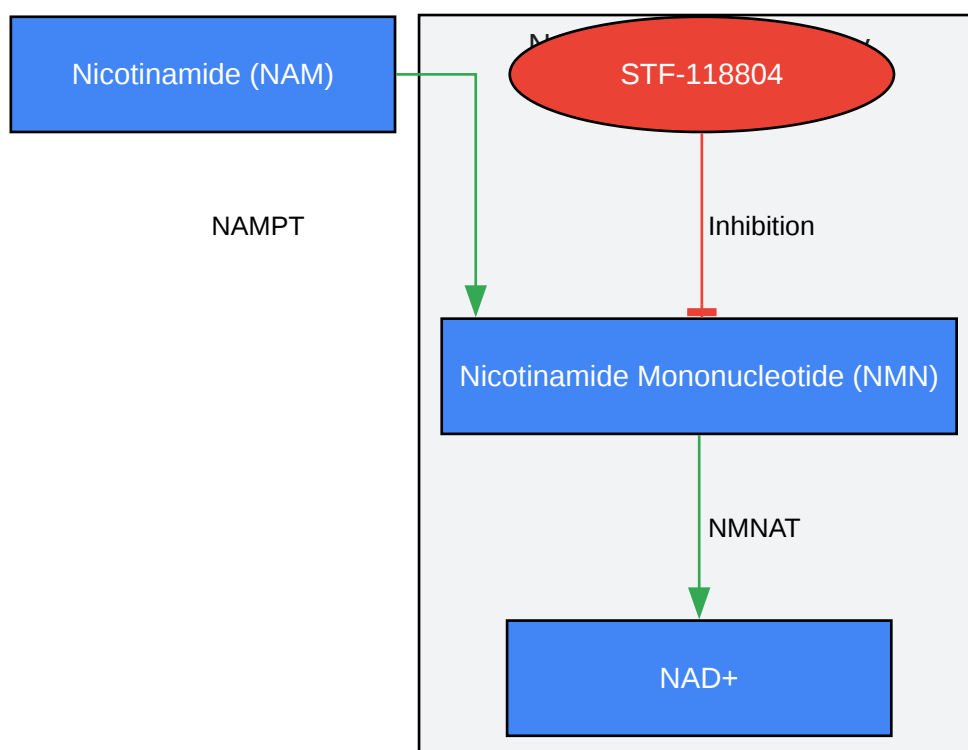 Nicotinamide (NAM)
STF-118804
NAMPT
Inhibition
Nicotinamide Mononucleotide (NMN)
NMNAT
NAD+